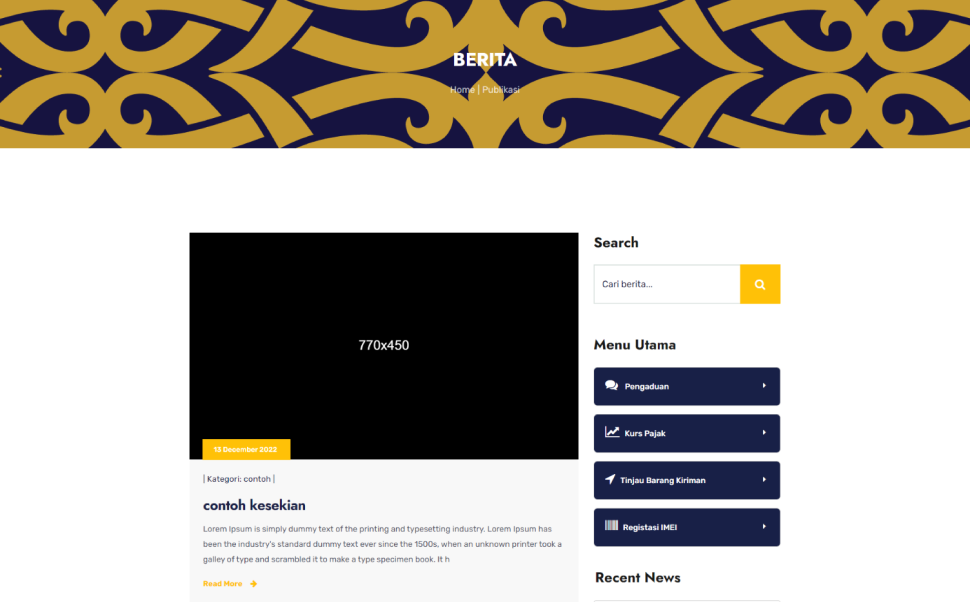 BERITA
Home | Publikasi
770x450
13 December 2022
| Kategori: contoh |
contoh kesekian
Lorem Ipsum is simply dummy text of the printing and typesetting industry. Lorem Ipsum has
been the industry's standard dummy text ever since the 1500s, when an unknown printer took a
galley of type and scrambled it to make a type specimen book. It h
Read More
Search
Cari berita...
Menu Utama
Pengaduan
Kurs Pajak
Tinjau Barang Kiriman
Registasi IMEI
Recent News